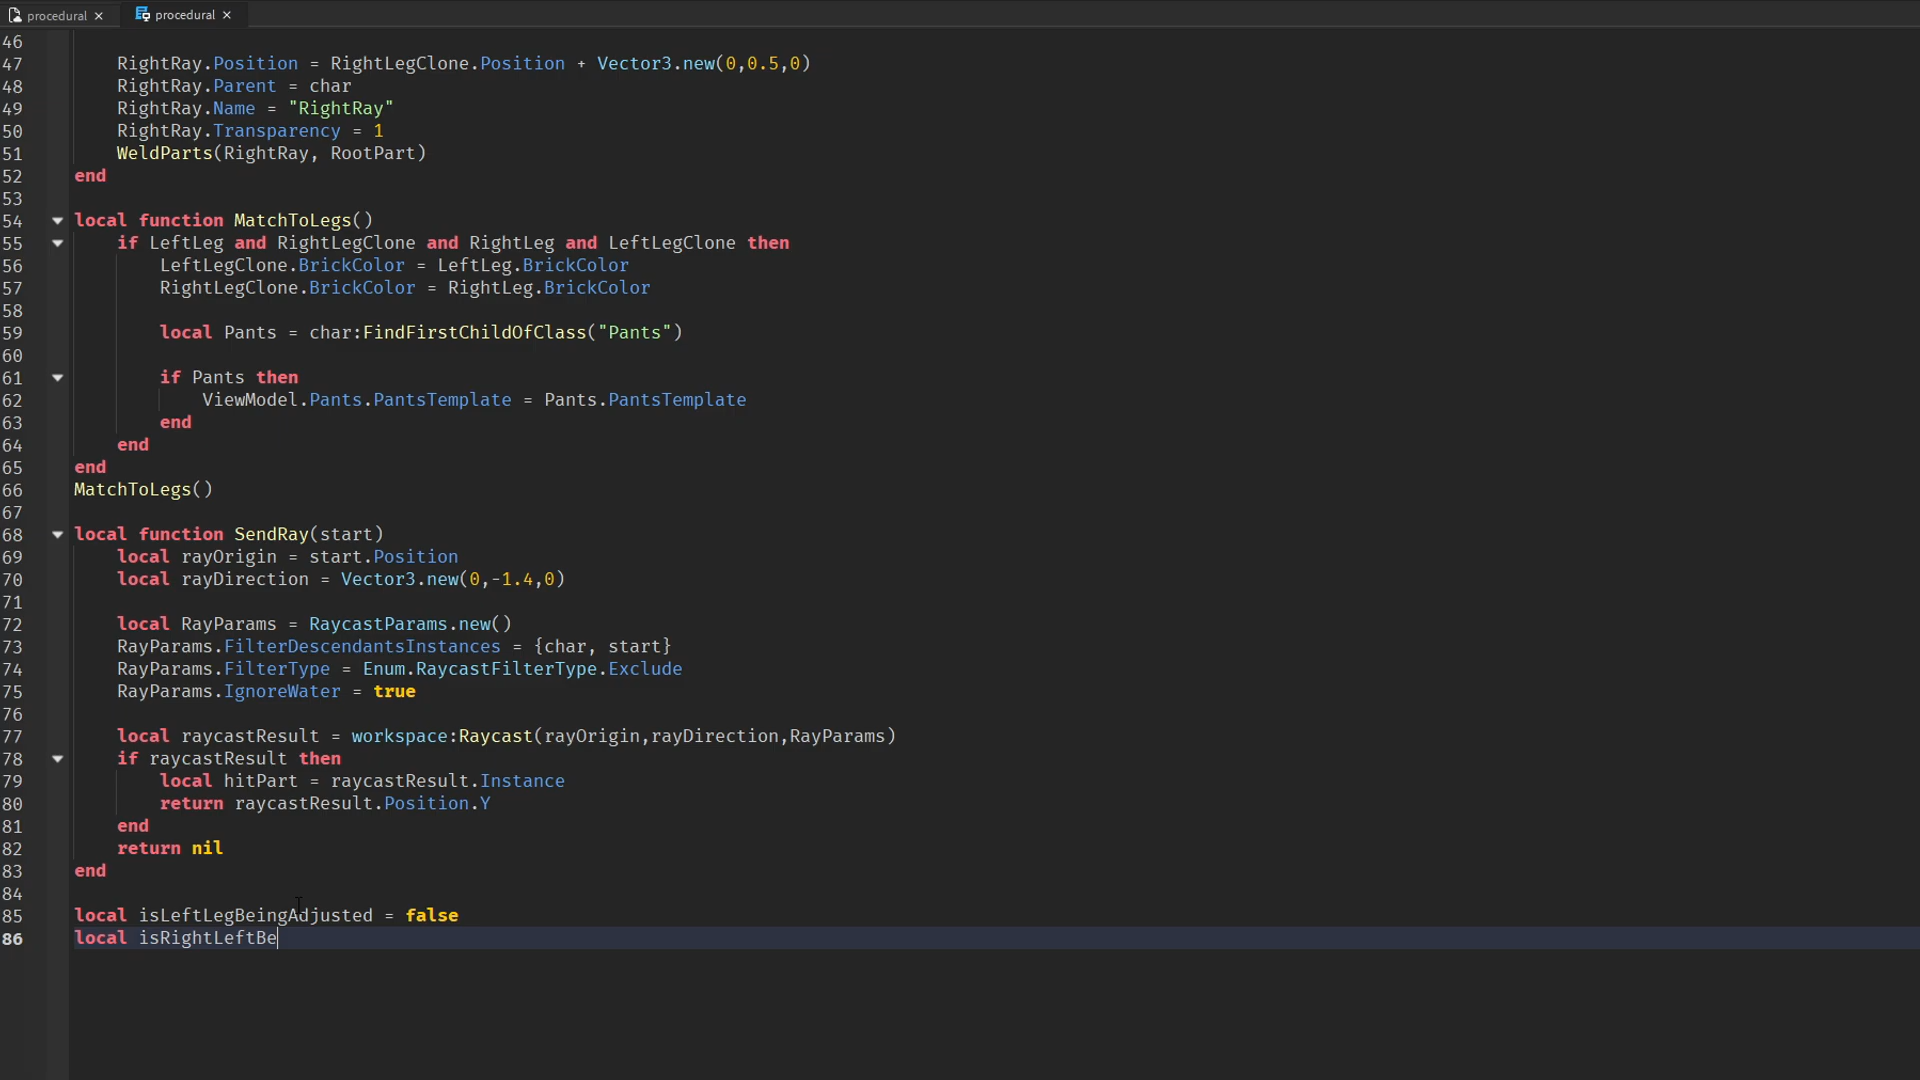 procedural × procedural ×
46
47 RightRay.Position = RightLegClone.Position + Vector3.new(0,0.5,0)
48 RightRay.Parent = char
49 RightRay.Name = "RightRay"
50 RightRay.Transparency = 1
51 WeldParts(RightRay, RootPart)
52 end
53
54 local function MatchToLegs()
55 if LeftLeg and RightLegClone and RightLeg and LeftLegClone then
56 LeftLegClone.BrickColor = LeftLeg.BrickColor
57 RightLegClone.BrickColor = RightLeg.BrickColor
58
59 local Pants = char:FindFirstChildOfClass("Pants")
60
61 if Pants then
62 ViewModel.Pants.PantsTemplate = Pants.PantsTemplate
63 end
64 end
65 end
66 MatchToLegs()
67
68 local function SendRay(start)
69 local rayOrigin = start.Position
70 local rayDirection = Vector3.new(0,-1.4,0)
71
72 local RayParams = RaycastParams.new()
73 RayParams.FilterDescendantsInstances = {char, start}
74 RayParams.FilterType = Enum.RaycastFilterType.Exclude
75 RayParams.IgnoreWater = true
76
77 local raycastResult = workspace:Raycast(rayOrigin,rayDirection,RayParams)
78 if raycastResult then
79 local hitPart = raycastResult.Instance
80 return raycastResult.Position.Y
81 end
82 return nil
83 end
84
85 local isLeftLegBeingAdjusted = false
86 local isRightLeftBe